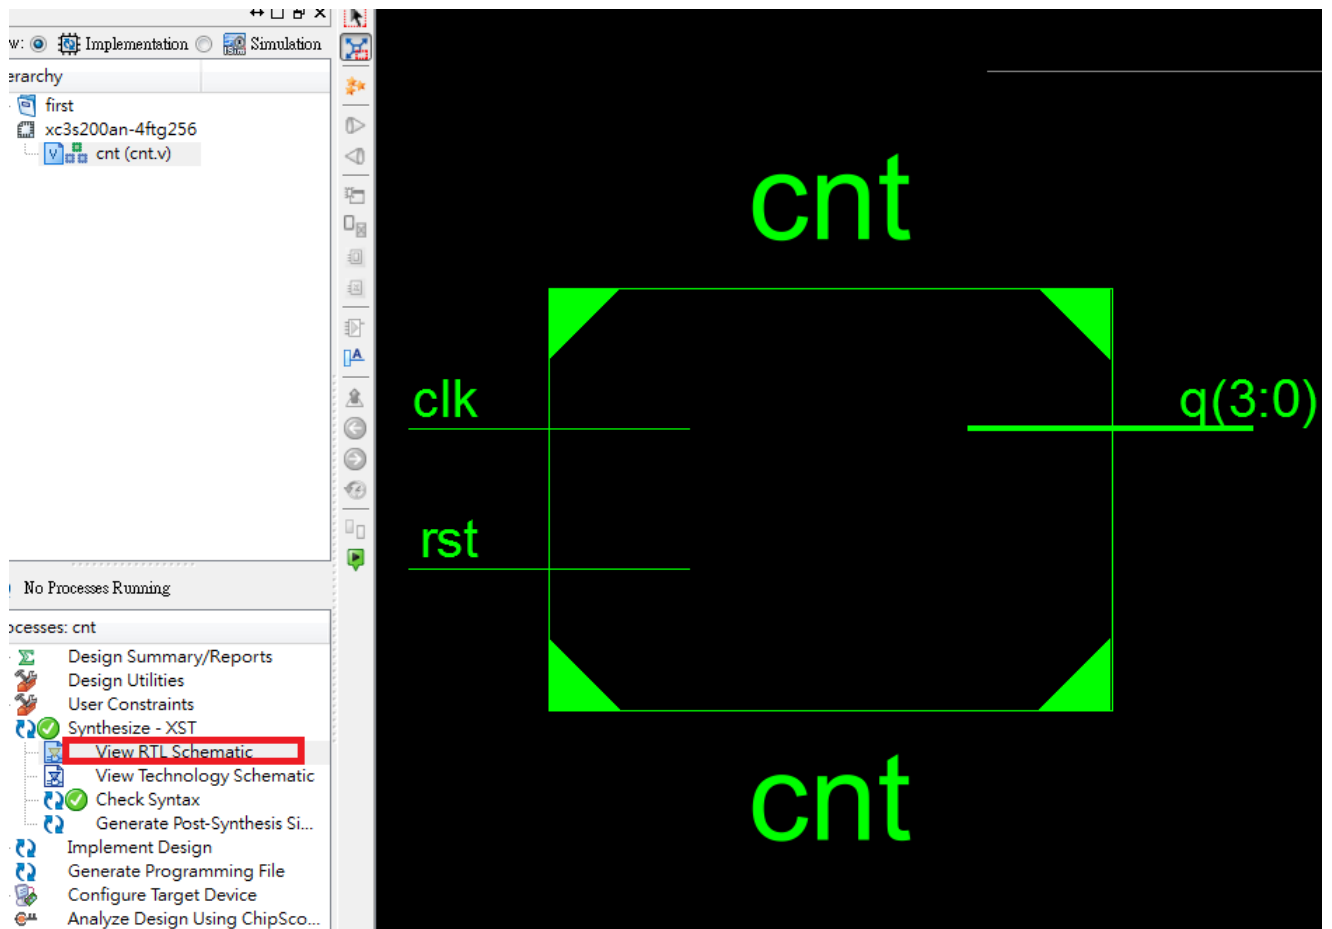 w: Implementation Simulation
erarchy
first
xc3s200an-4ftg256
cnt (cnt.v)
No Processes Running
ocesses: cnt
Design Summary/Reports
Design Utilities
User Constraints
Synthesize - XST
View RTL Schematic
View Technology Schematic
Check Syntax
Generate Post-Synthesis Si...
Implement Design
Generate Programming File
Configure Target Device
Analyze Design Using ChipSco...
cnt
clk
q(3:0)
rst
cnt